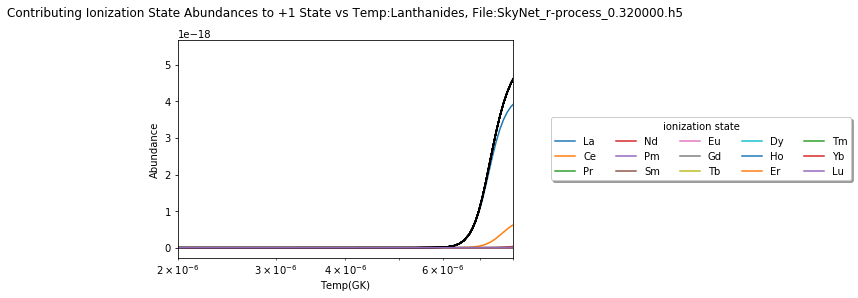 Contributing Ionization State Abundances to +1 State vs Temp:Lanthanides, File:SkyNet_r-process_0.320000.h5
1e−18
5
4
3
2
1
0
Abundance
2 × 10⁻⁶ 3 × 10⁻⁶ 4 × 10⁻⁶ 6 × 10⁻⁶
Temp(GK)
ionization state
La Nd Eu Dy Tm
Ce Pm Gd Ho Yb
Pr Sm Tb Er Lu